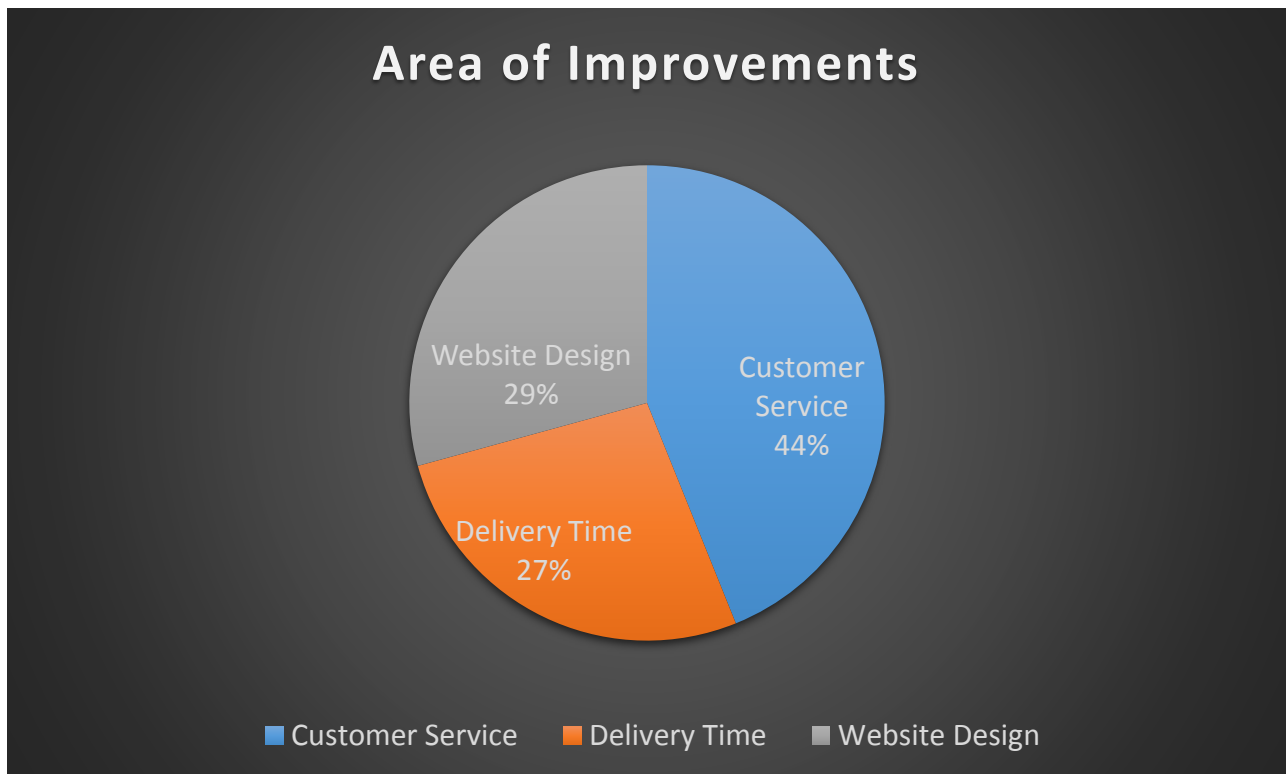 Area of Improvements
Website Design
29%
Customer
Service
44%
Delivery Time
27%
Customer Service
Delivery Time
Website Design